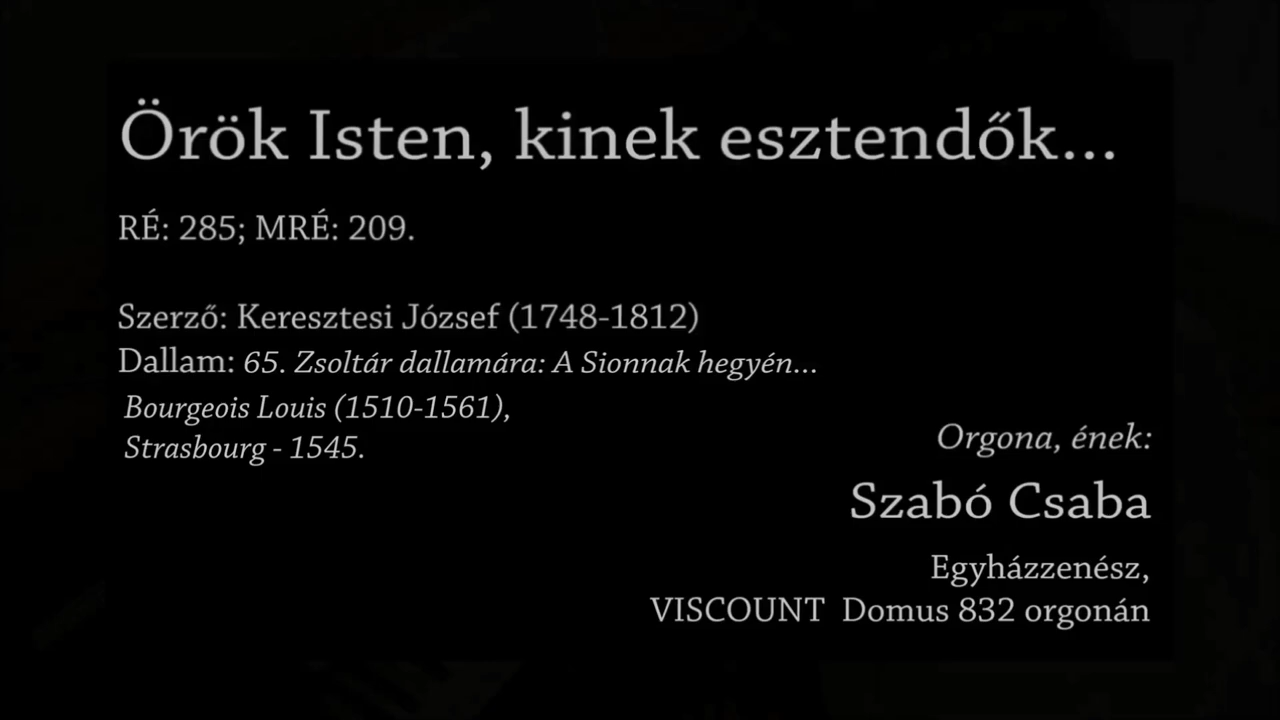 Örök Isten, kinek esztendők...
RÉ: 285; MRÉ: 209.
Szerző: Keresztesi József (1748-1812)
Dallam: 65. Zsoltár dallamára: A Sionnak hegyén...
Bourgeois Louis (1510-1561),
Strasbourg - 1545.
Orgona, ének:
Szabó Csaba
Egyházzenész,
VISCOUNT Domus 832 orgonán